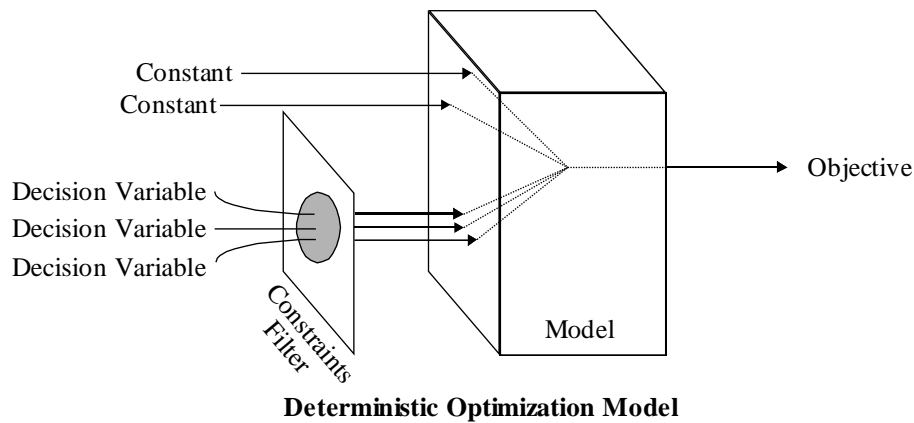 Constant
Constant
Decision Variable
Decision Variable
Decision Variable
Objective
Constraints
Filter
Model
Deterministic Optimization Model